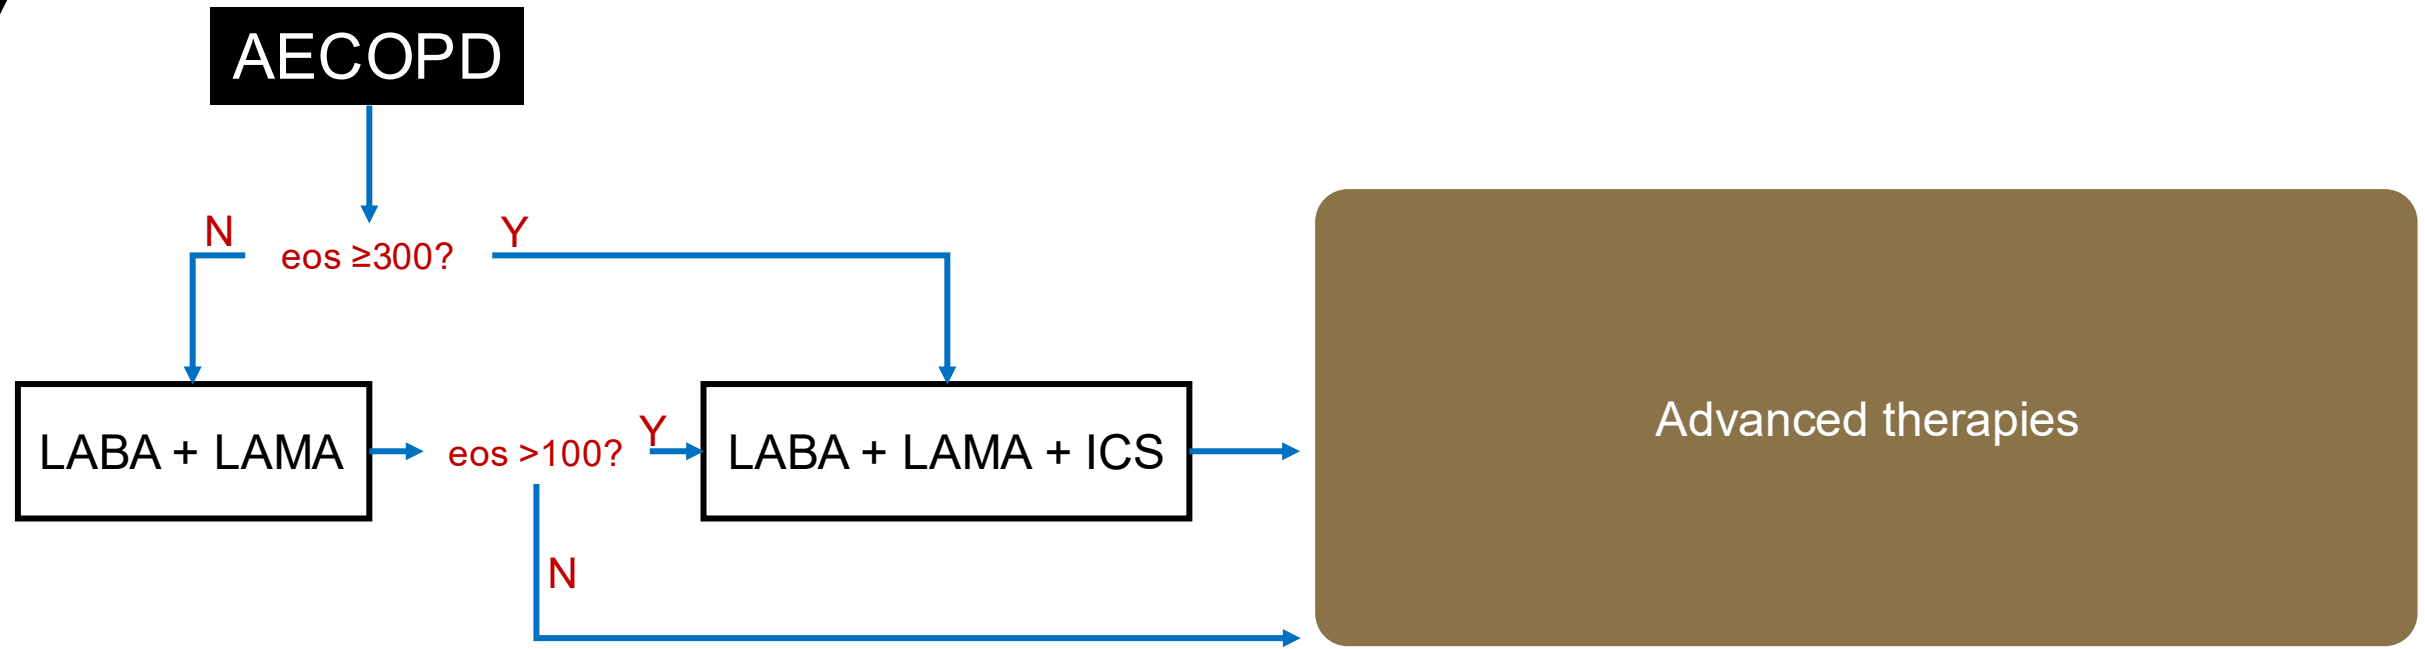 AECOPD
N
Y
eos ≥300?
LABA + LAMA
eos >100?
Y
LABA + LAMA + ICS
Advanced therapies
N